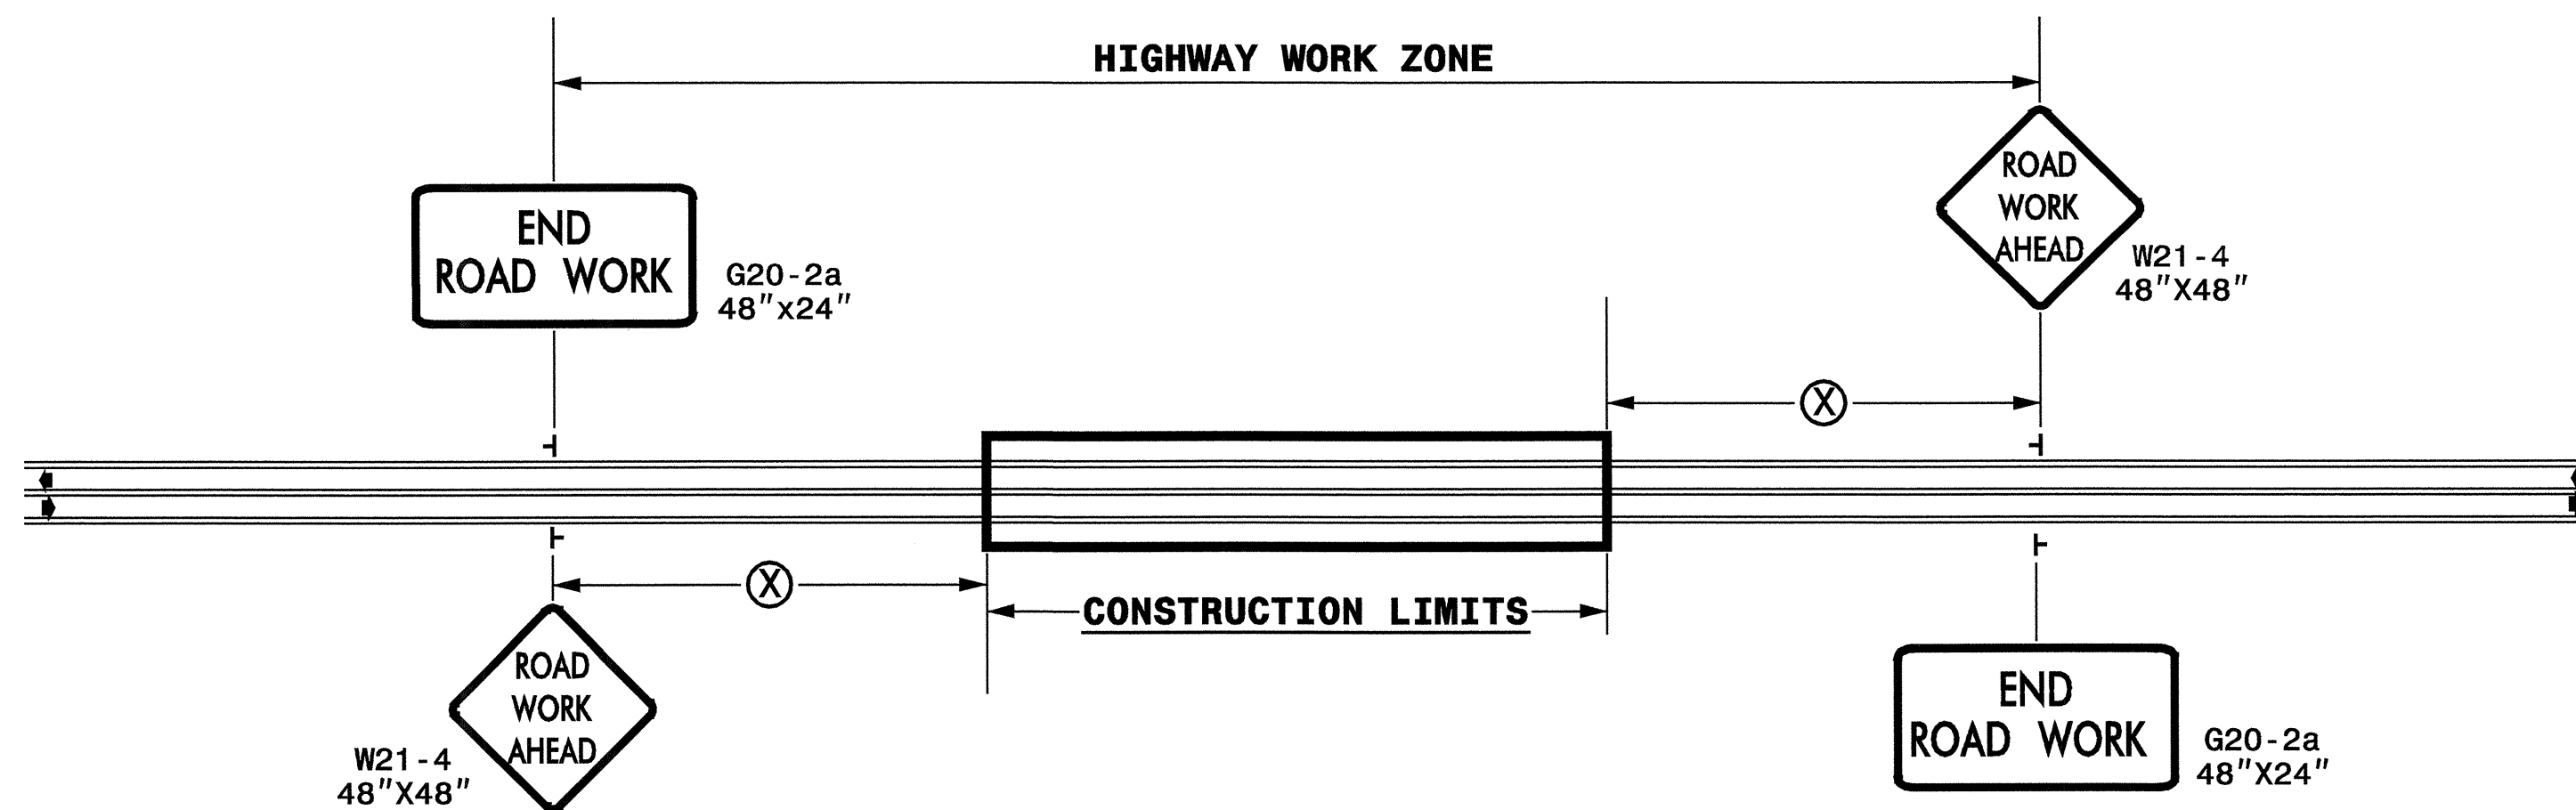 HIGHWAY WORK ZONE
END
ROAD WORK
G20-2a
48"x24"
ROAD
WORK
AHEAD
W21-4
48"X48"
X
X
CONSTRUCTION LIMITS
ROAD
WORK
AHEAD
W21-4
48"X48"
END
ROAD WORK
G20-2a
48"X24"